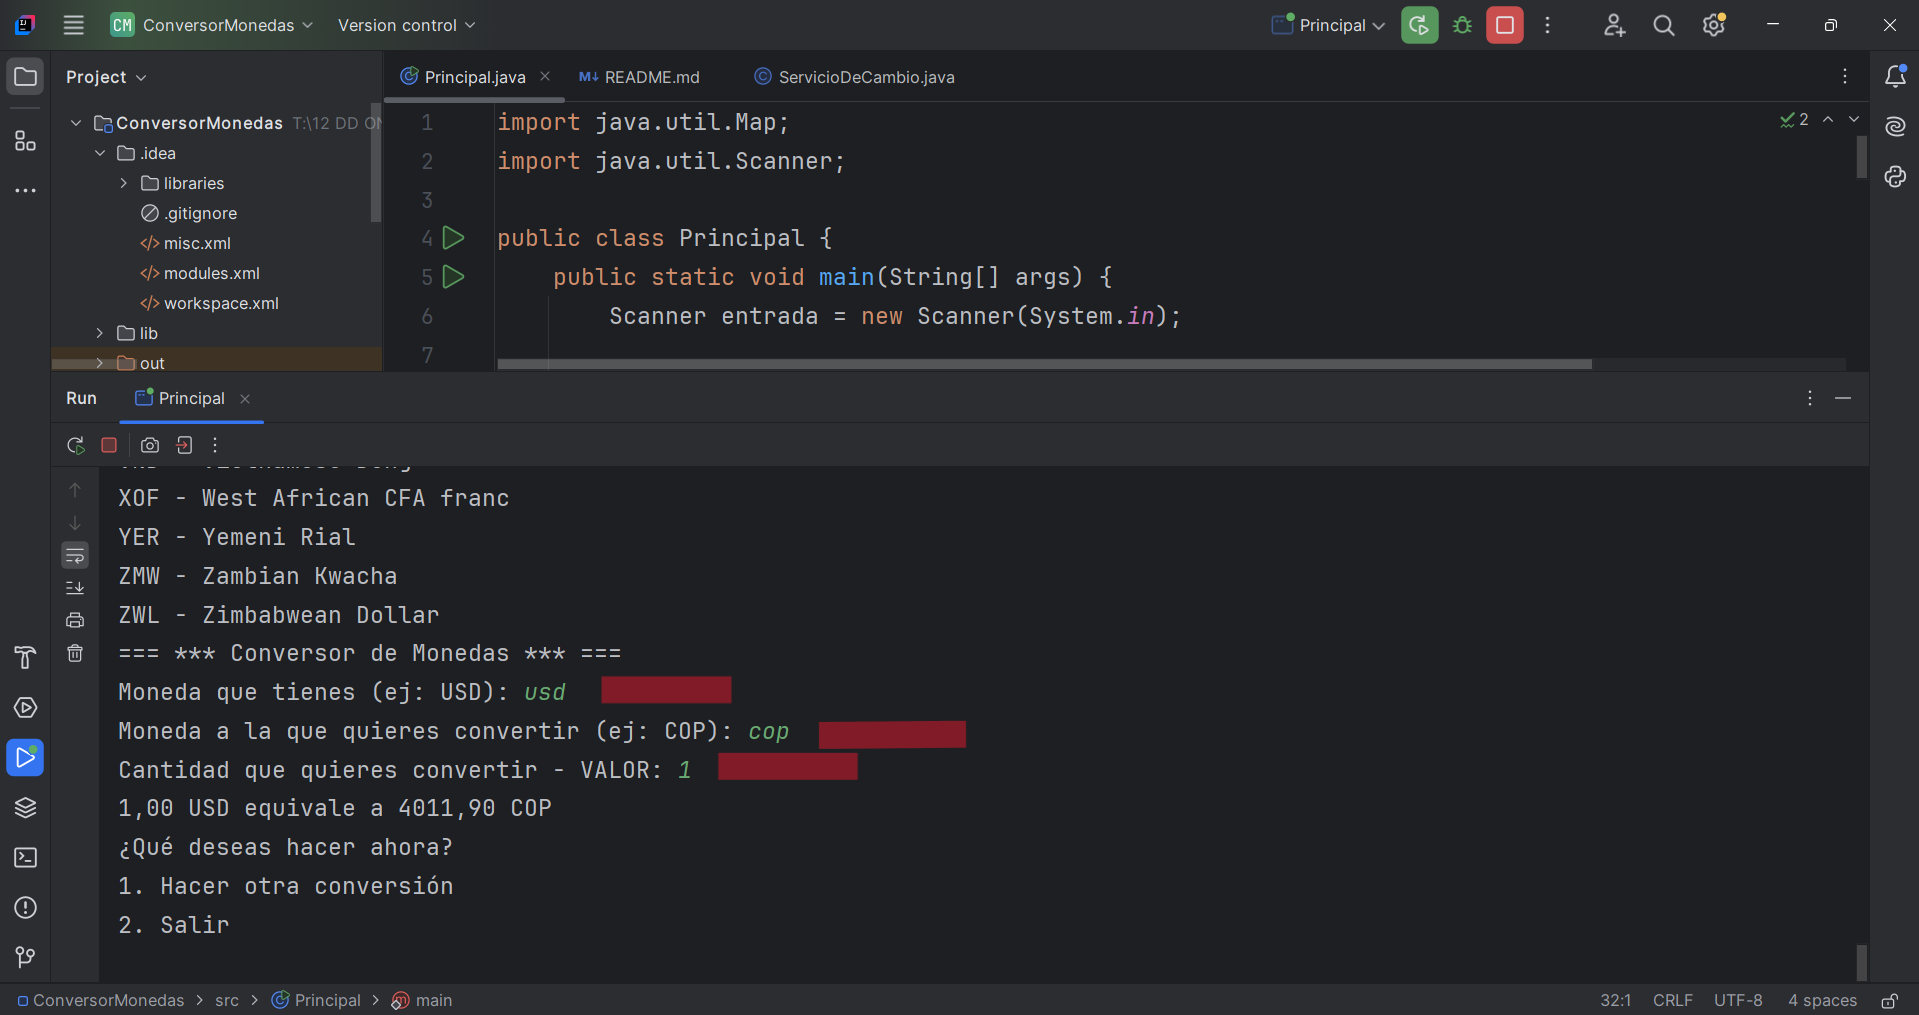 CM ConversorMonedas Version control Principal
Project
Principal.java README.md ServicioDeCambio.java
ConversorMonedas T:\12 DD
.idea
libraries
.gitignore
misc.xml
modules.xml
workspace.xml
lib
out
1 import java.util.Map;
2 import java.util.Scanner;
3
4 public class Principal {
5 public static void main(String[] args) {
6 Scanner entrada = new Scanner(System.in);
7
2
Run Principal
XOF - West African CFA franc
YER - Yemeni Rial
ZMW - Zambian Kwacha
ZWL - Zimbabwean Dollar
=== *** Conversor de Monedas *** ===
Moneda que tienes (ej: USD): usd
Moneda a la que quieres convertir (ej: COP): cop
Cantidad que quieres convertir - VALOR: 1
1,00 USD equivale a 4011,90 COP
¿Qué deseas hacer ahora?
1. Hacer otra conversión
2. Salir
ConversorMonedas > src > Principal > main 32:1 CRLF UTF-8 4 spaces